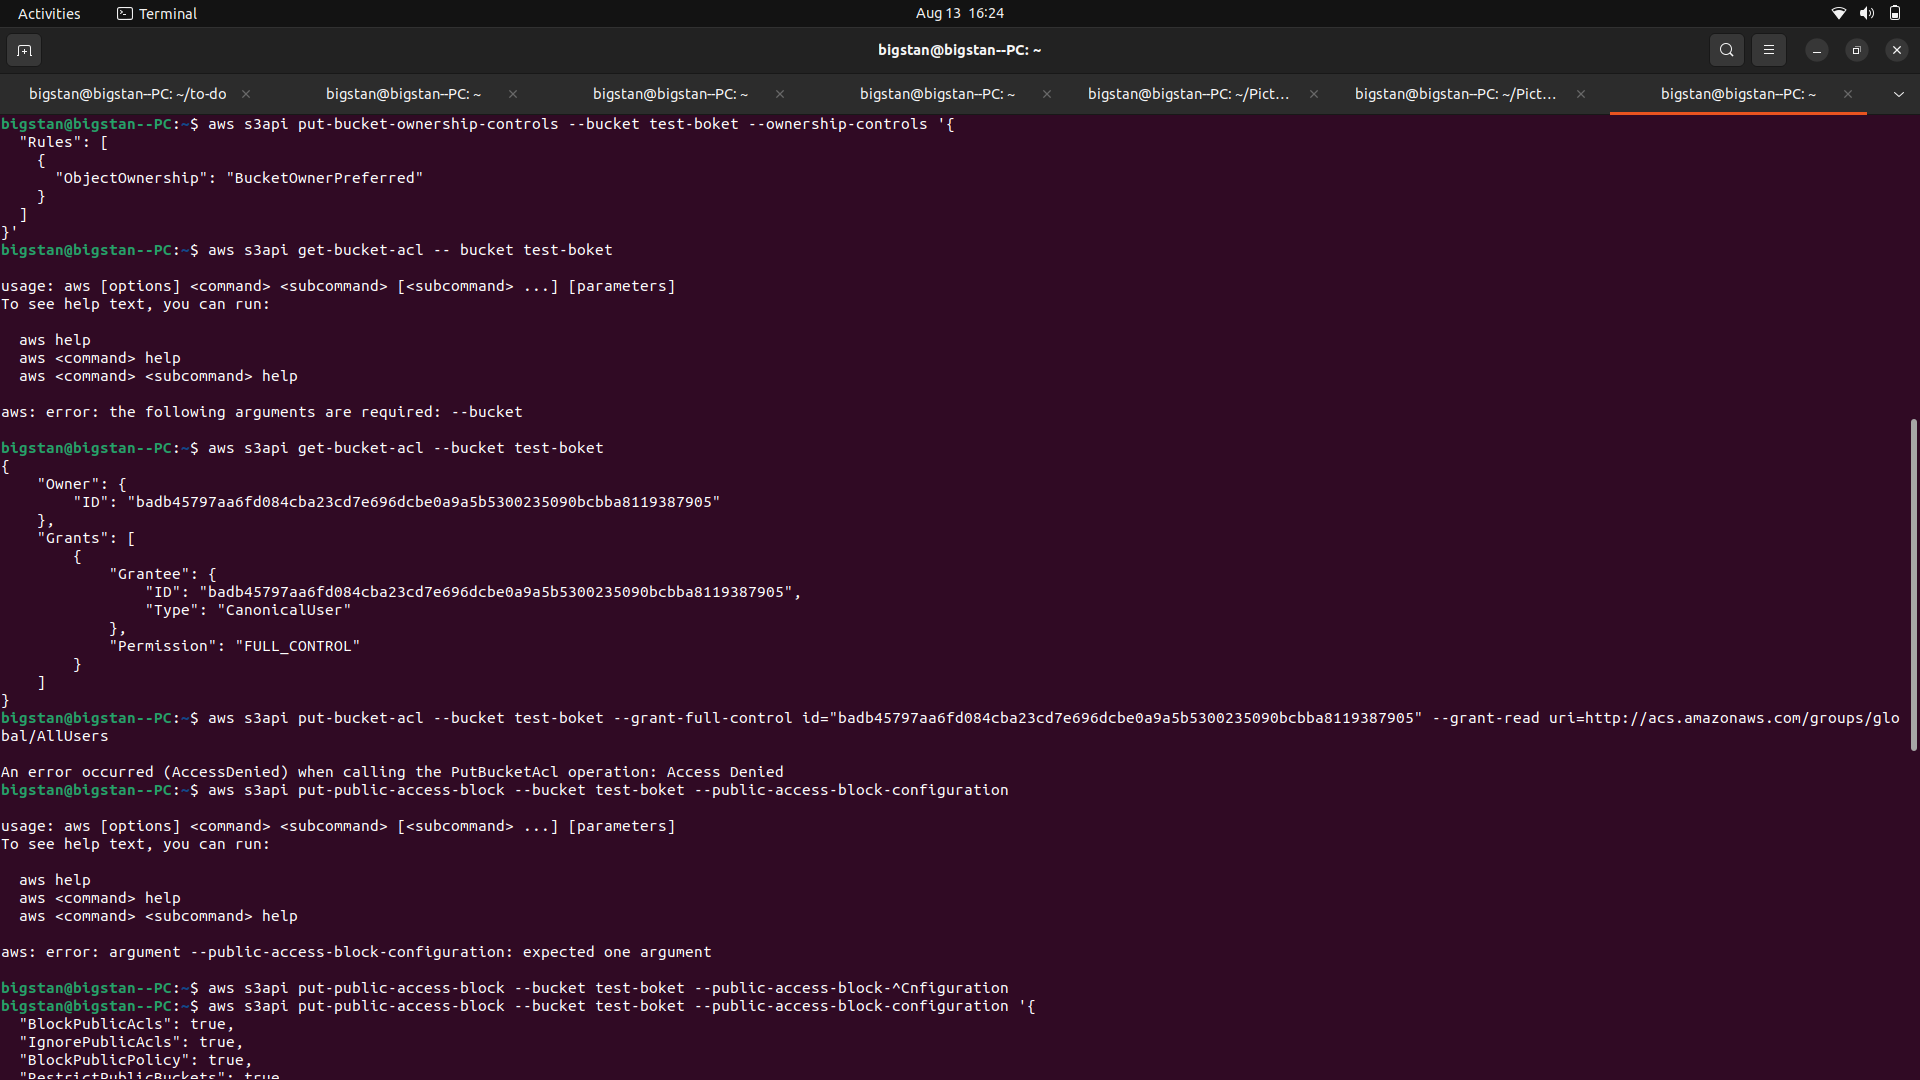 Activities
Terminal
Aug 13 16:24
bigstan@bigstan--PC: ~
bigstan@bigstan--PC: ~/to-do
bigstan@bigstan--PC: ~
bigstan@bigstan--PC: ~
bigstan@bigstan--PC: ~
bigstan@bigstan--PC: ~/Pict...
bigstan@bigstan--PC: ~/Pict...
bigstan@bigstan--PC: ~
bigstan@bigstan--PC:~$ aws s3api put-bucket-ownership-controls --bucket test-boket --ownership-controls '{
  "Rules": [
    {
      "ObjectOwnership": "BucketOwnerPreferred"
    }
  ]
}'
bigstan@bigstan--PC:~$ aws s3api get-bucket-acl -- bucket test-boket
usage: aws [options] <command> <subcommand> [<subcommand> ...] [parameters]
To see help text, you can run:
  aws help
  aws <command> help
  aws <command> <subcommand> help
aws: error: the following arguments are required: --bucket
bigstan@bigstan--PC:~$ aws s3api get-bucket-acl --bucket test-boket
{
    "Owner": {
        "ID": "badb45797aa6fd084cba23cd7e696dcbe0a9a5b5300235090bcbba8119387905"
    },
    "Grants": [
        {
            "Grantee": {
                "ID": "badb45797aa6fd084cba23cd7e696dcbe0a9a5b5300235090bcbba8119387905",
                "Type": "CanonicalUser"
            },
            "Permission": "FULL_CONTROL"
        }
    ]
}
bigstan@bigstan--PC:~$ aws s3api put-bucket-acl --bucket test-boket --grant-full-control id="badb45797aa6fd084cba23cd7e696dcbe0a9a5b5300235090bcbba8119387905" --grant-read uri=http://acs.amazonaws.com/groups/glo
bal/AllUsers
An error occurred (AccessDenied) when calling the PutBucketAcl operation: Access Denied
bigstan@bigstan--PC:~$ aws s3api put-public-access-block --bucket test-boket --public-access-block-configuration
usage: aws [options] <command> <subcommand> [<subcommand> ...] [parameters]
To see help text, you can run:
  aws help
  aws <command> help
  aws <command> <subcommand> help
aws: error: argument --public-access-block-configuration: expected one argument
bigstan@bigstan--PC:~$ aws s3api put-public-access-block --bucket test-boket --public-access-block-^Cnfiguration
bigstan@bigstan--PC:~$ aws s3api put-public-access-block --bucket test-boket --public-access-block-configuration '{
  "BlockPublicAcls": true,
  "IgnorePublicAcls": true,
  "BlockPublicPolicy": true,
  "RestrictPublicBuckets": true